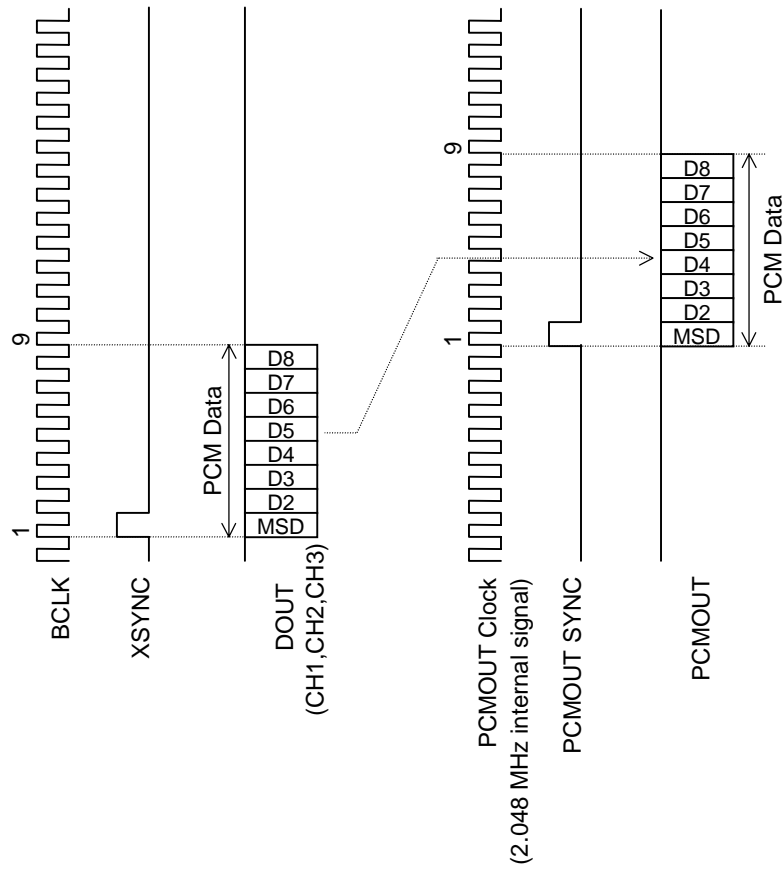 BCLK
1
9
XSYNC
PCM Data
DOUT
(CH1,CH2,CH3)
MSD
D2
D3
D4
D5
D6
D7
D8
PCMOUT Clock
(2.048 MHz internal signal)
1
9
PCMOUT SYNC
PCMOUT
MSD
D2
D3
D4
D5
D6
D7
D8
PCM Data